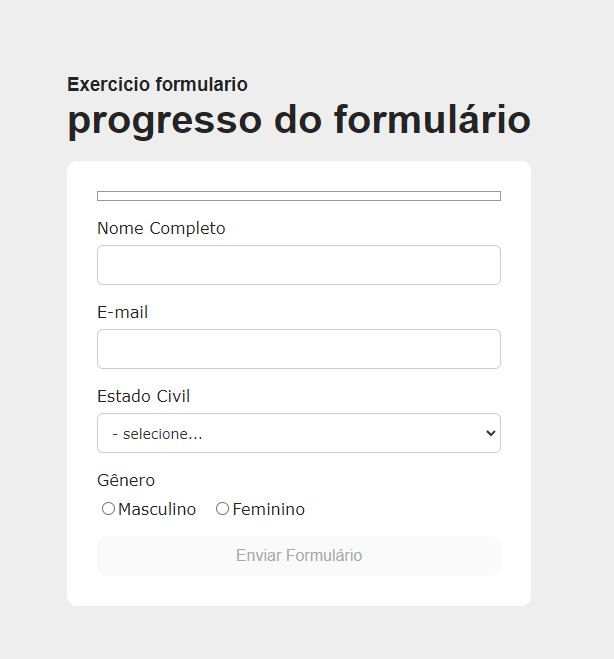 Exercicio formulario
progresso do formulário
Nome Completo
E-mail
Estado Civil
- selecione...
Gênero
Masculino Feminino
Enviar Formulário